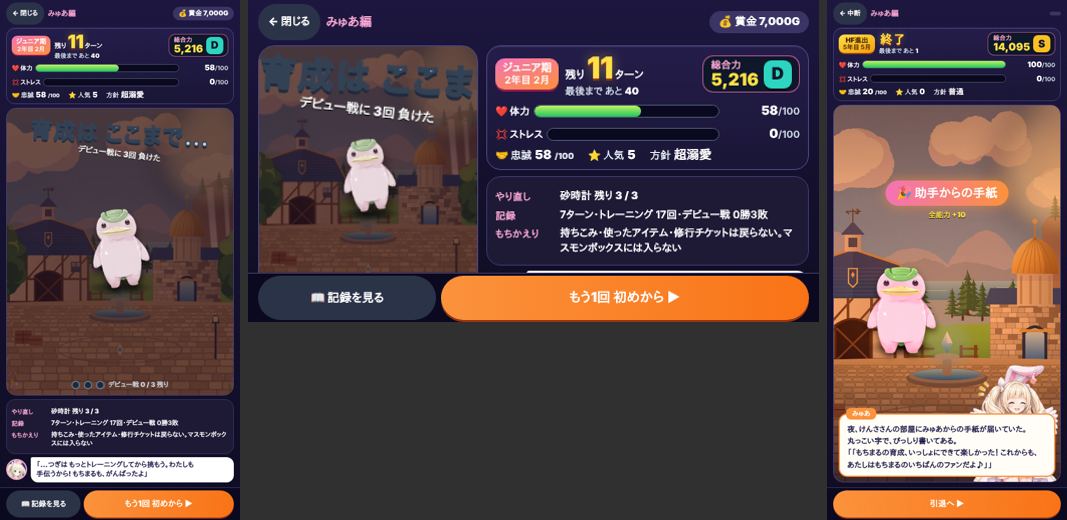 ← 閉じる
みゅあ編
💰 賞金 7,000G
ジュニア期
2年目 2月
残り 11 ターン
最後まで あと 40
総合力
5,216 D
❤️ 体力 58/100
💢 ストレス 0/100
🤝 忠誠 58 /100 ⭐ 人気 5 方針 超溺愛
育成は ここまで...
デビュー戦に 3回 負けた
デビュー戦 0 / 3 残り
やり直し 砂時計 残り 3 / 3
記録 7ターン・トレーニング 17回・デビュー戦 0勝3敗
もちかえり 持ちこみ・使ったアイテム・修行チケットは戻らない。マスモンボックスには入らない
「...つぎは もっとトレーニングしてから挑もう。わたしも
手伝うから! もちまるも、がんばったよ」
📖 記録を見る
もう1回 初めから ▶
← 閉じる
みゅあ編
💰 賞金 7,000G
育成は ここま
デビュー戦に 3回 負けた
ジュニア期
2年目 2月
残り 11 ターン
最後まで あと 40
総合力
5,216 D
❤️ 体力 58/100
💢 ストレス 0/100
🤝 忠誠 58 /100 ⭐ 人気 5 方針 超溺愛
やり直し 砂時計 残り 3 / 3
記録 7ターン・トレーニング 17回・デビュー戦 0勝3敗
もちかえり 持ちこみ・使ったアイテム・修行チケットは戻らない。マ
スモンボックスには入らない
📖 記録を見る
もう1回 初めから ▶
← 中断
みゅあ編
HF進出
5年目 5月
終了
最後まで あと 1
総合力
14,095 S
❤️ 体力 100/100
💢 ストレス 0/100
🤝 忠誠 20 /100 ⭐ 人気 0 方針 普通
🎉 助手からの手紙
全能力 +10
みゅあ
夜、けんささんの部屋にみゅあからの手紙が届いていた。
丸っこい字で、びっしり書いてある。
「「もちまるの育成、いっしょにできて楽しかった! これからも、
あたしはもちまるのいちばんのファンだよ♪」」
引退へ ▶